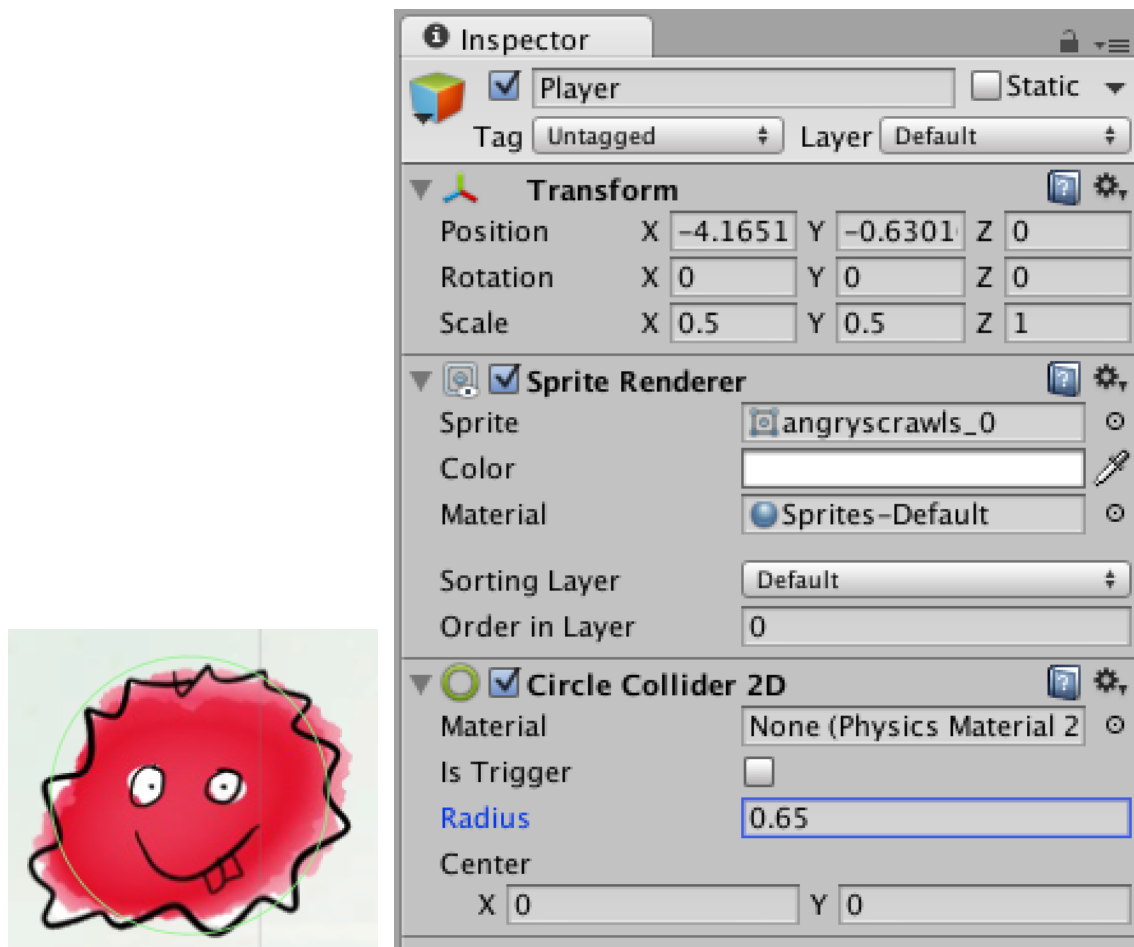 Inspector
Player Static
Tag Untagged Layer Default
Transform
Position X -4.1651 Y -0.6301 Z 0
Rotation X 0 Y 0 Z 0
Scale X 0.5 Y 0.5 Z 1
Sprite Renderer
Sprite angryscrawls_0
Color
Material Sprites-Default
Sorting Layer Default
Order in Layer 0
Circle Collider 2D
Material None (Physics Material 2
Is Trigger
Radius 0.65
Center
X 0 Y 0